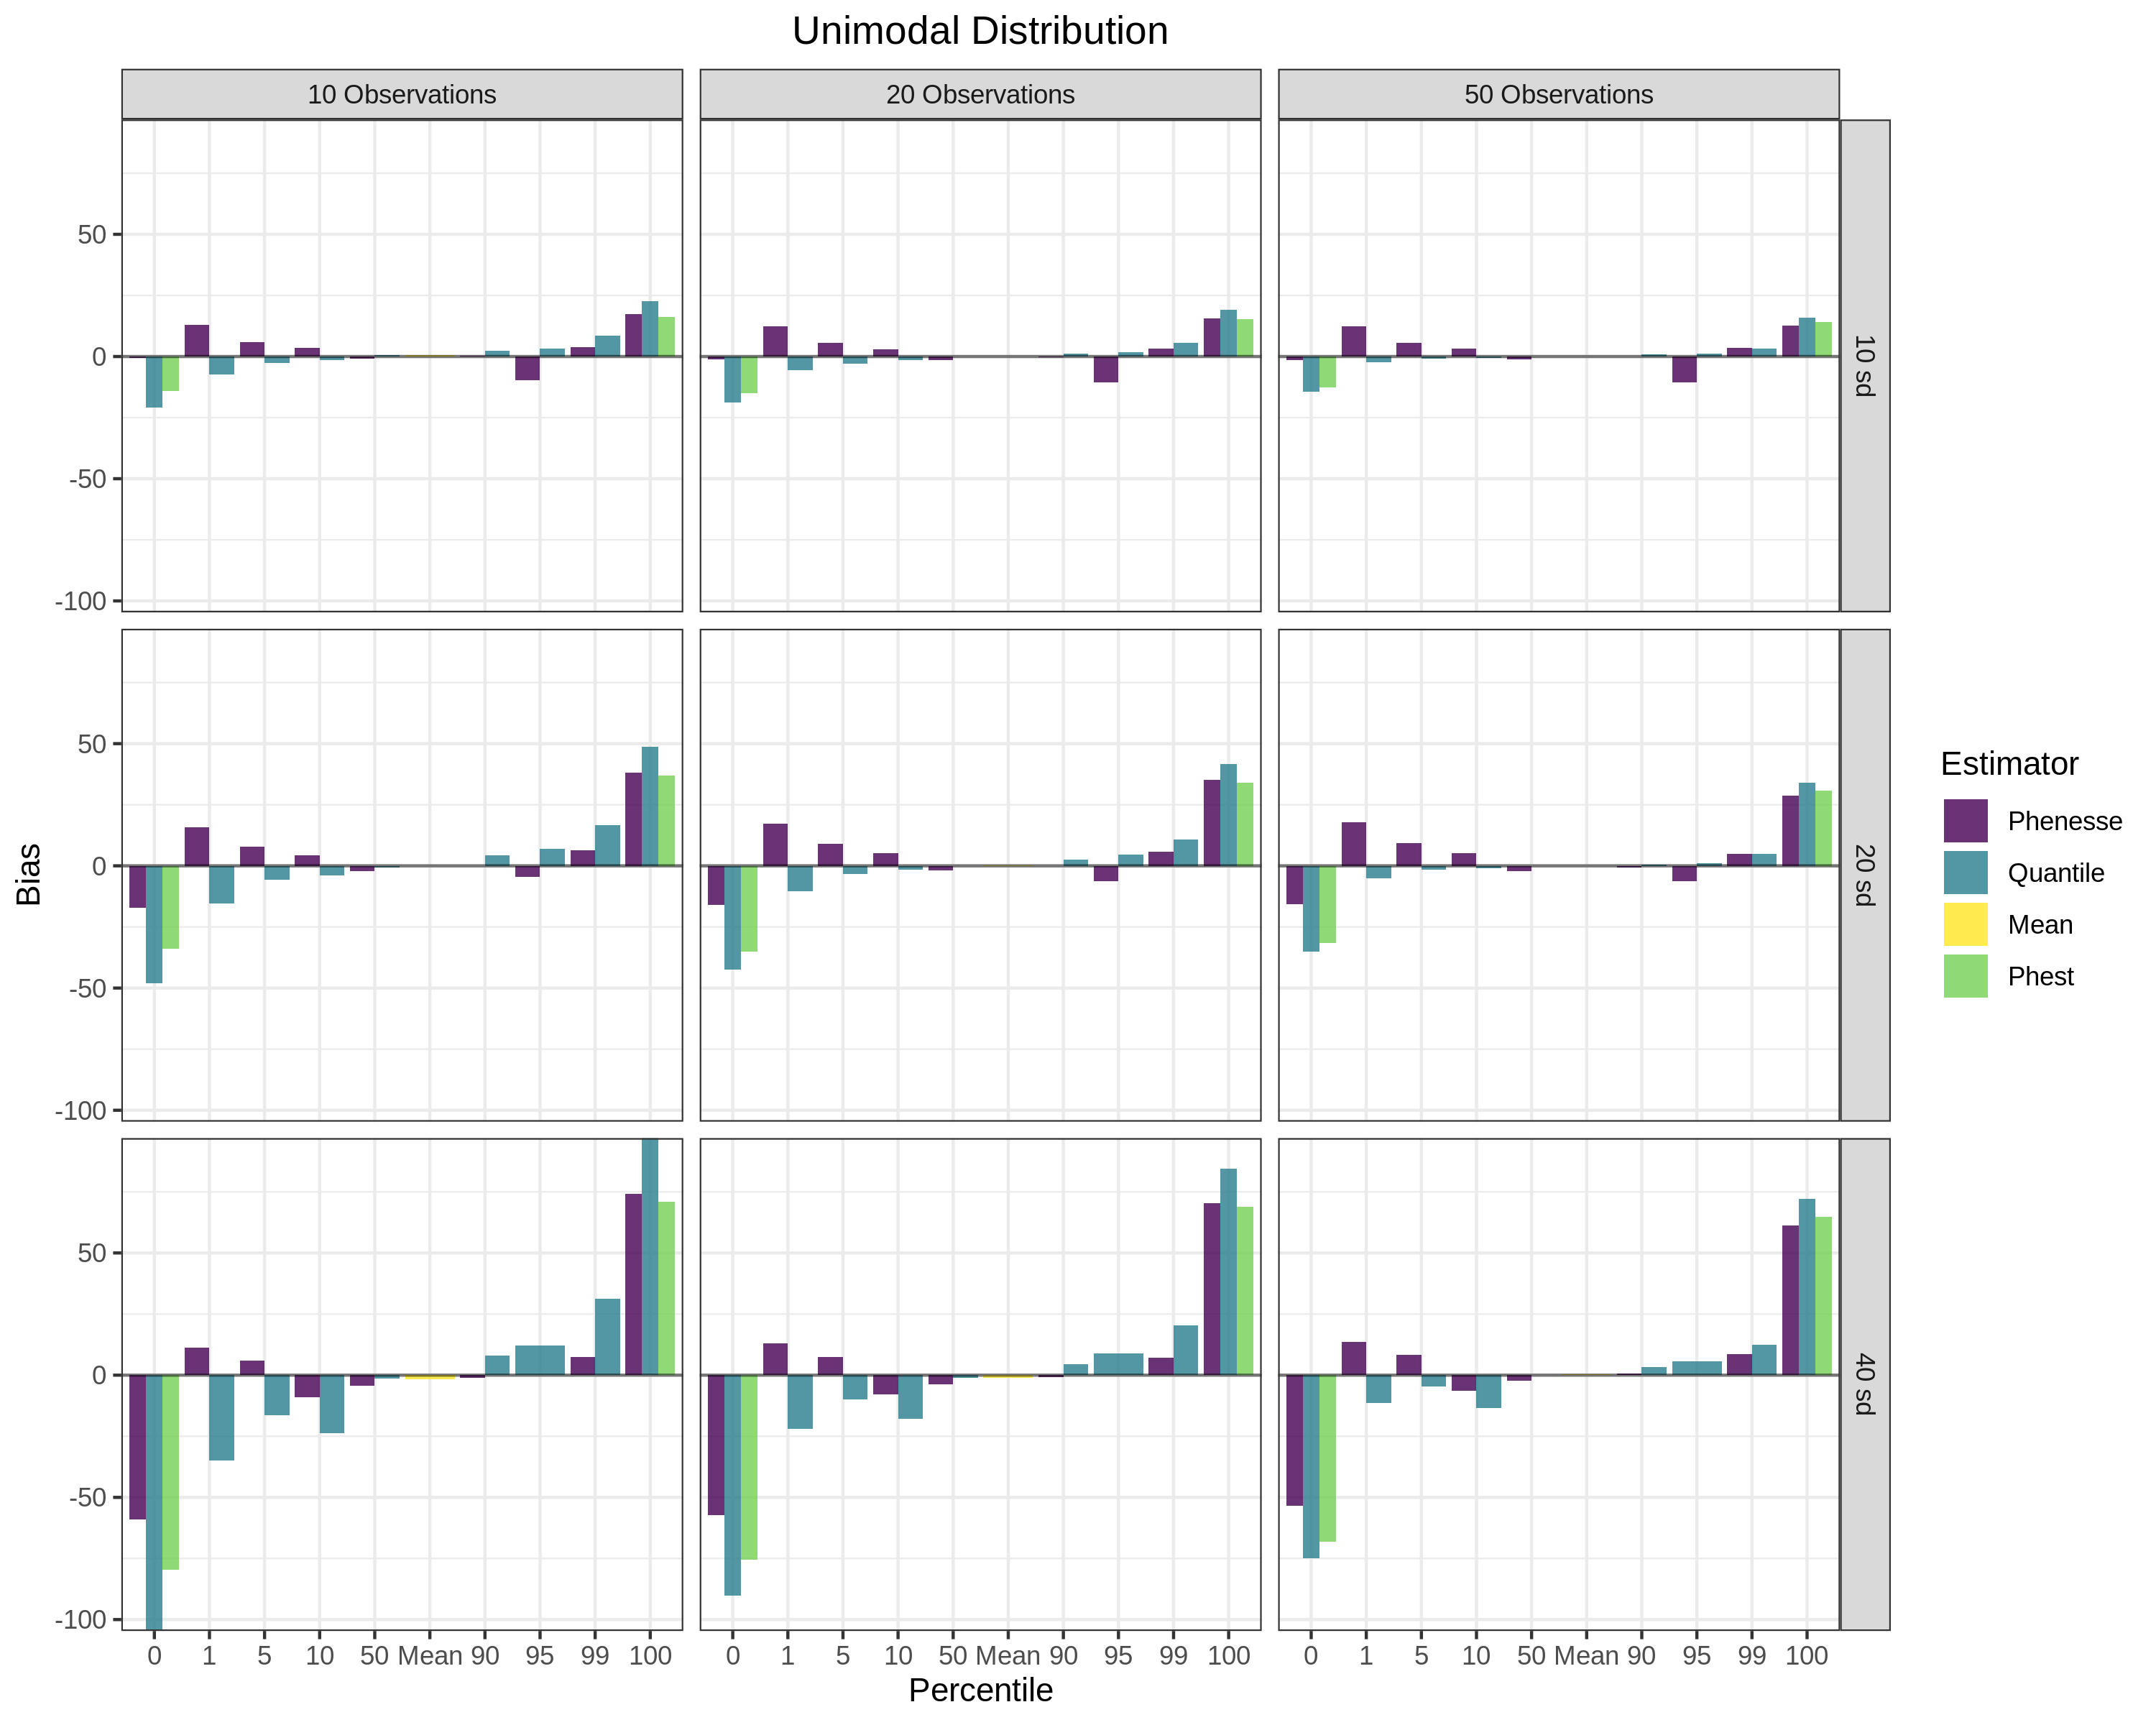 Unimodal Distribution
10 Observations
20 Observations
50 Observations
50
0
-50
-100
10 sd
50
0
-50
-100
20 sd
50
0
-50
-100
40 sd
Bias
0 1 5 10 50 Mean 90 95 99 100
0 1 5 10 50 Mean 90 95 99 100
0 1 5 10 50 Mean 90 95 99 100
Percentile
Estimator
Phenesse
Quantile
Mean
Phest